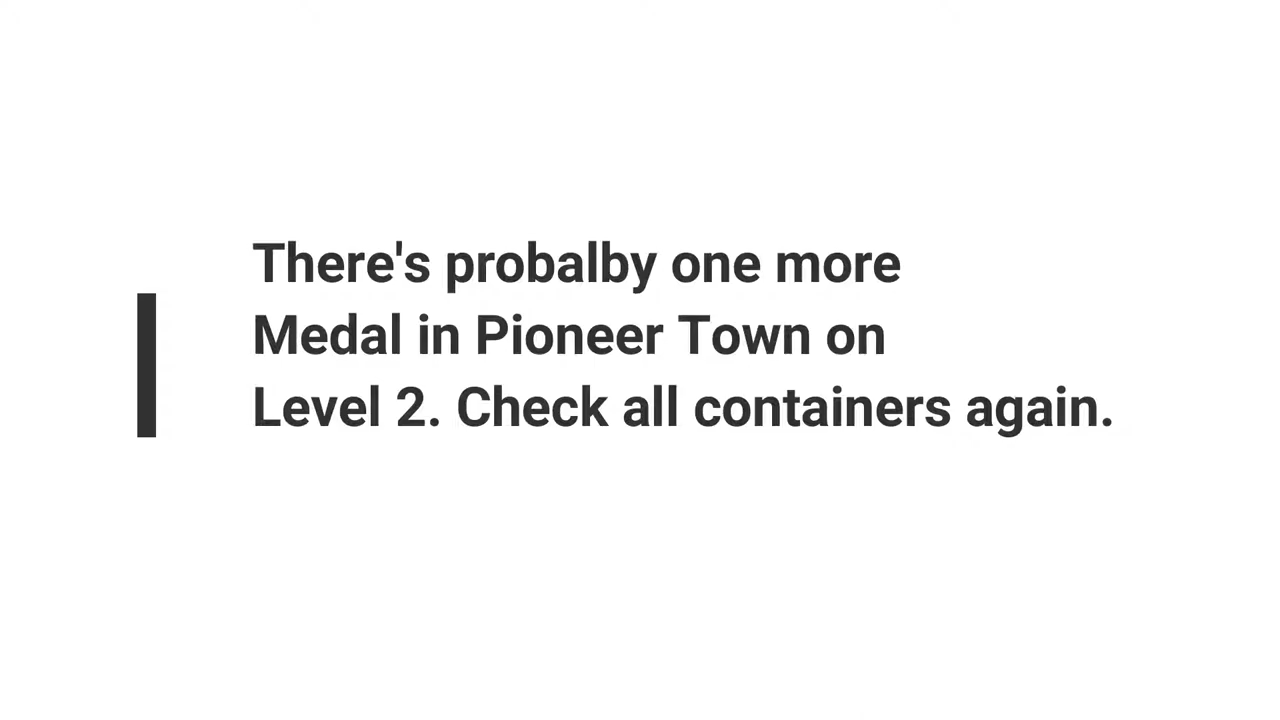 There's probalby one more
Medal in Pioneer Town on
Level 2. Check all containers again.